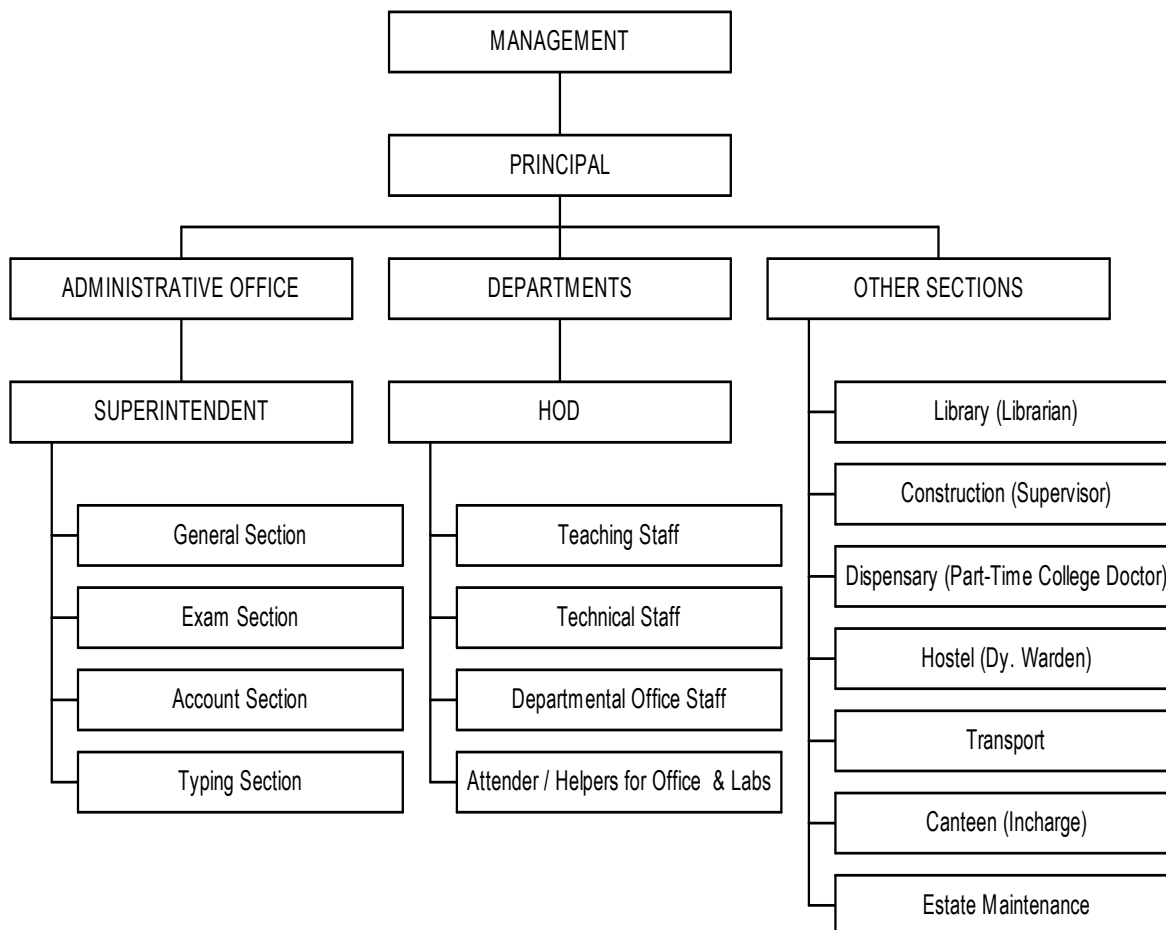 MANAGEMENT
PRINCIPAL
ADMINISTRATIVE OFFICE
DEPARTMENTS
OTHER SECTIONS
SUPERINTENDENT
HOD
General Section
Exam Section
Account Section
Typing Section
Teaching Staff
Technical Staff
Departmental Office Staff
Attender / Helpers for Office & Labs
Library (Librarian)
Construction (Supervisor)
Dispensary (Part-Time College Doctor)
Hostel (Dy. Warden)
Transport
Canteen (Incharge)
Estate Maintenance